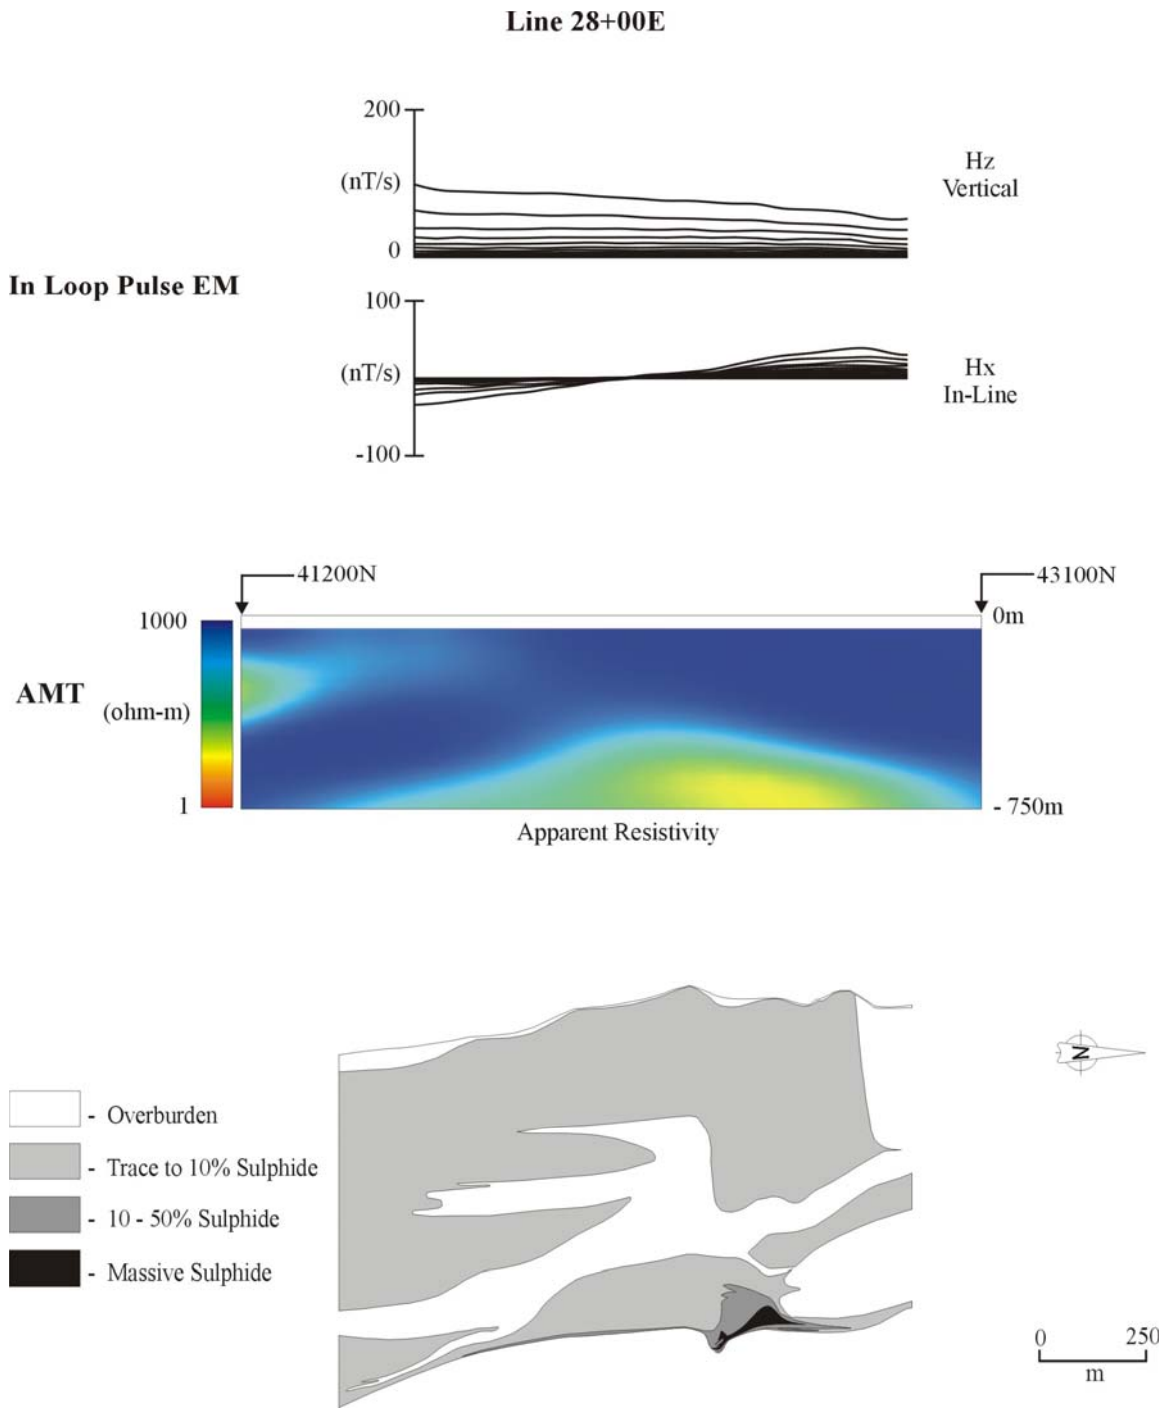 Line 28+00E
200
(nT/s)
0
Hz
Vertical
In Loop Pulse EM
100
(nT/s)
-100
Hx
In-Line
41200N
43100N
1000
0m
AMT
(ohm-m)
1
- 750m
Apparent Resistivity
N
- Overburden
- Trace to 10% Sulphide
- 10 - 50% Sulphide
- Massive Sulphide
0 250
m